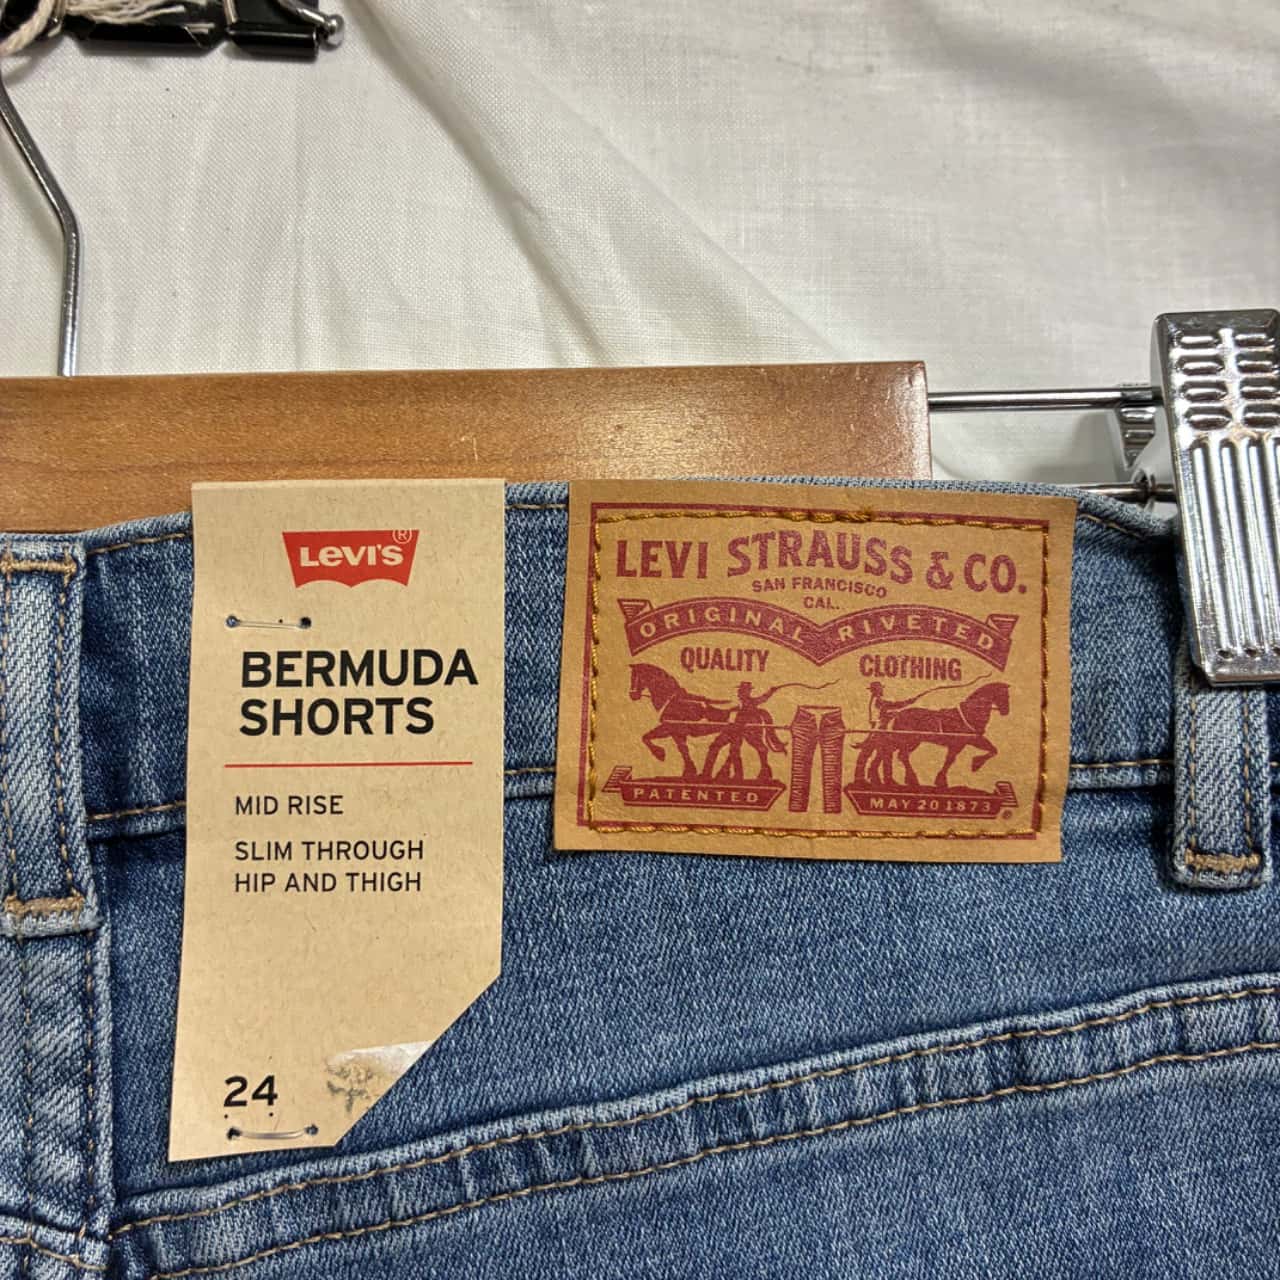 LEVI'S®
BERMUDA
SHORTS
MID RISE
SLIM THROUGH
HIP AND THIGH
24
LEVI STRAUSS & CO.
SAN FRANCISCO
CAL.
ORIGINAL RIVETED
QUALITY CLOTHING
PATENTED MAY 20 1873 ®